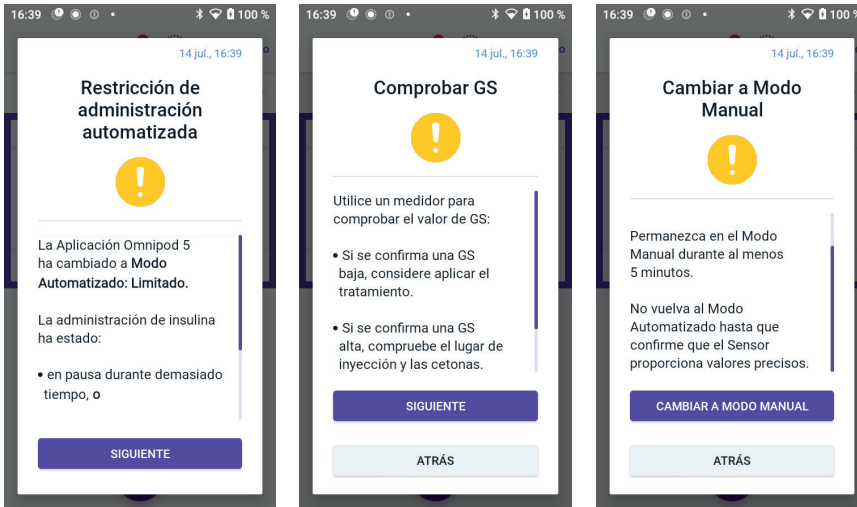 16:39 100 %
14 jul., 16:39
Restricción de
administración
automatizada
La Aplicación Omnipod 5
ha cambiado a Modo
Automatizado: Limitado.
La administración de insulina
ha estado:
• en pausa durante demasiado
tiempo, o
SIGUIENTE
16:39 100 %
14 jul., 16:39
Comprobar GS
Utilice un medidor para
comprobar el valor de GS:
• Si se confirma una GS
baja, considere aplicar el
tratamiento.
• Si se confirma una GS
alta, compruebe el lugar de
inyección y las cetonas.
SIGUIENTE
ATRÁS
16:39 100 %
14 jul., 16:39
Cambiar a Modo
Manual
Permanezca en el Modo
Manual durante al menos
5 minutos.
No vuelva al Modo
Automatizado hasta que
confirme que el Sensor
proporciona valores precisos.
CAMBIAR A MODO MANUAL
ATRÁS